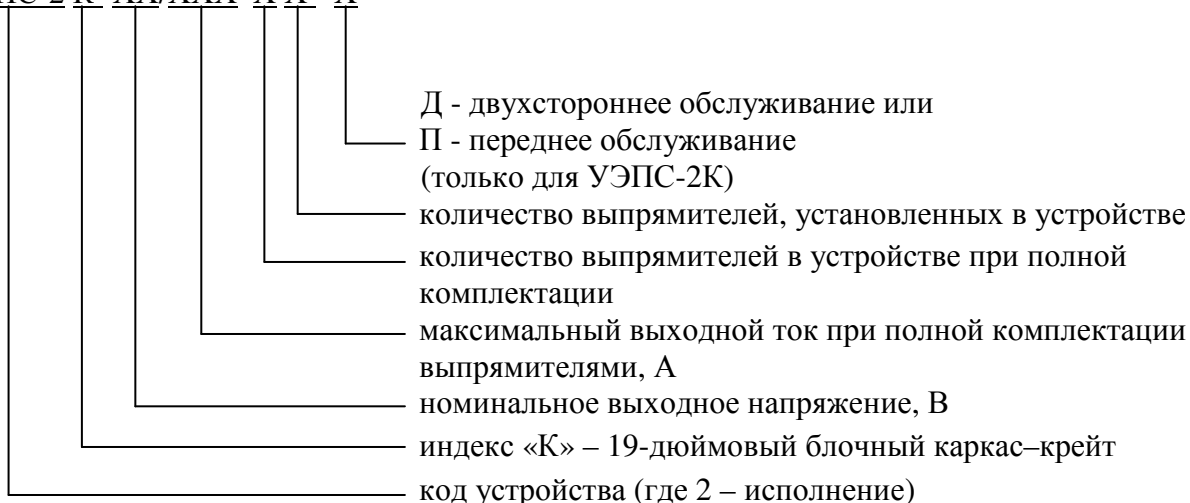 Д - двухстороннее обслуживание или
П - переднее обслуживание
(только для УЭПС-2К)
количество выпрямителей, установленных в устройстве
количество выпрямителей в устройстве при полной
комплектации
максимальный выходной ток при полной комплектации
выпрямителями, А
номинальное выходное напряжение, В
индекс «К» – 19-дюймовый блочный каркас–крейт
код устройства (где 2 – исполнение)